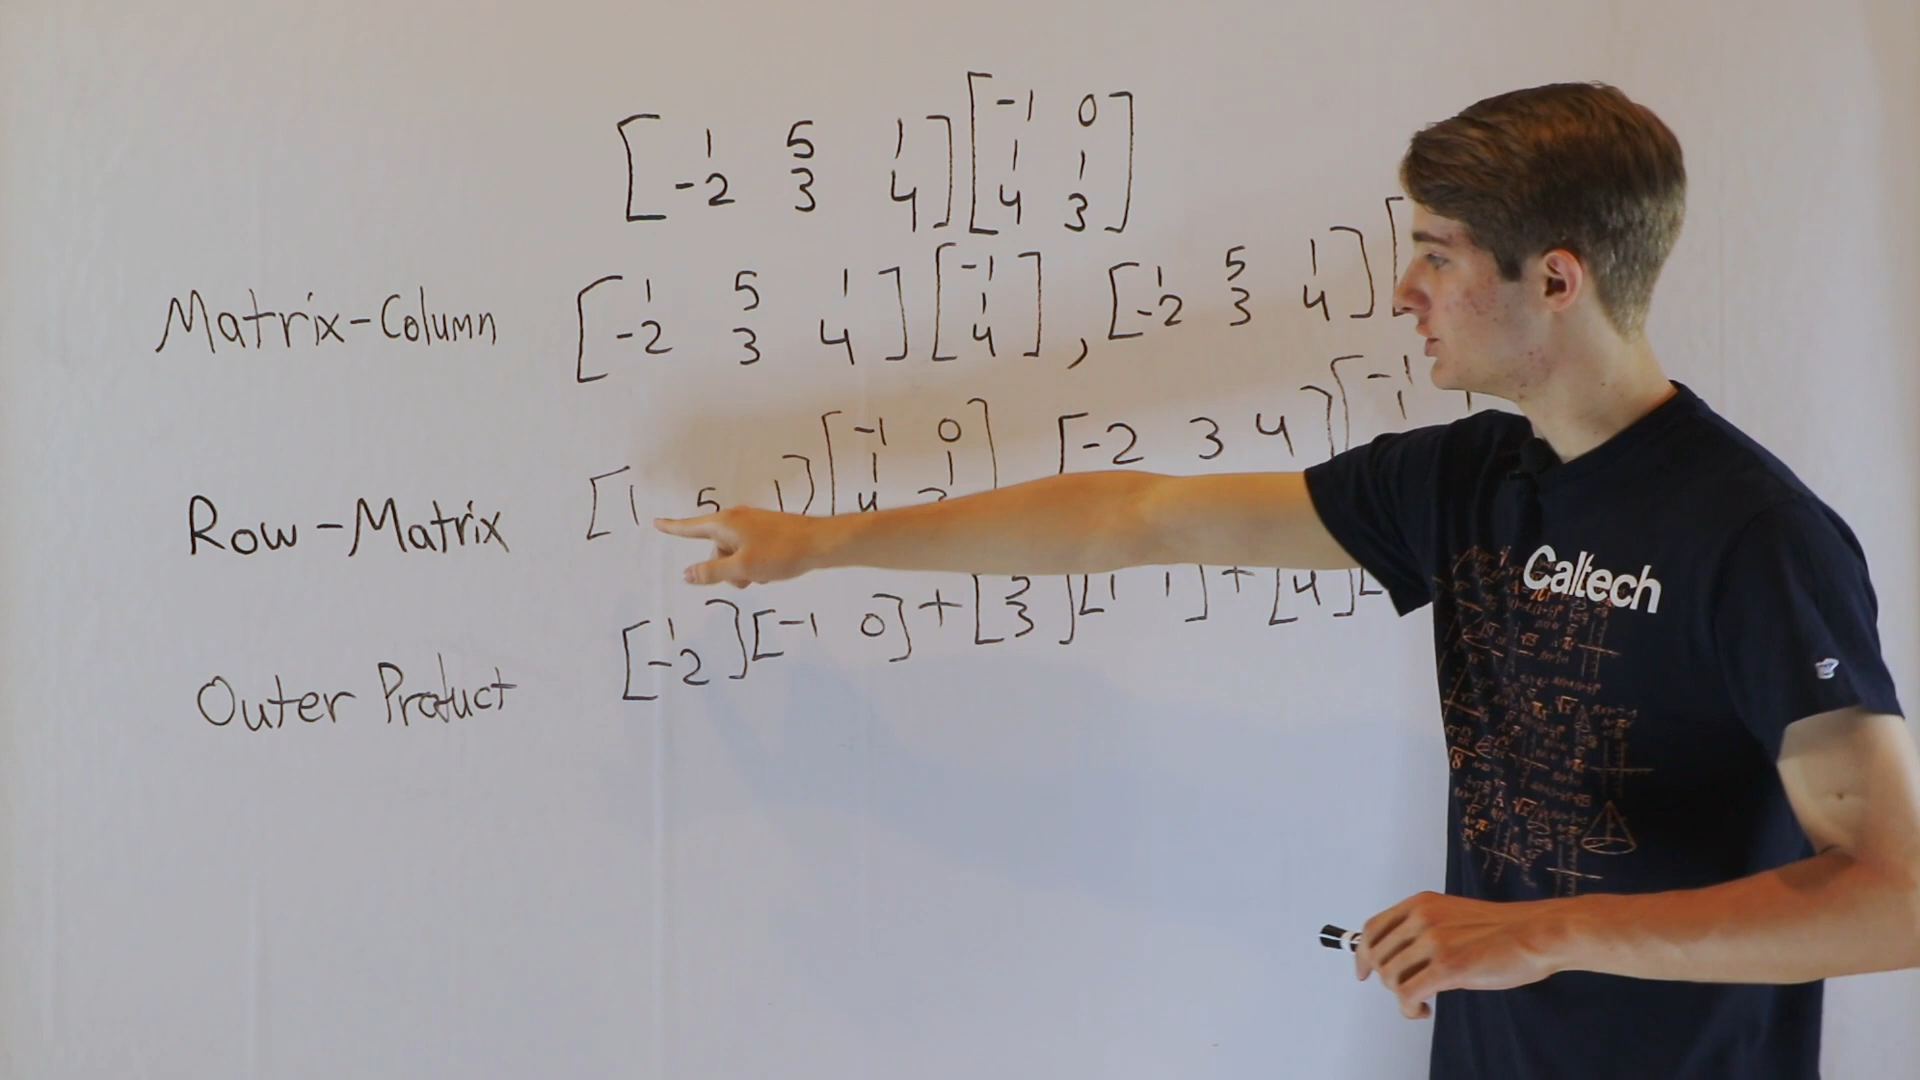 [1 5 1 [-1 0
-2 3 4] 1 1
4 3]
Matrix-Column [1 5 1 [-1 [1 5 1 [
-2 3 4] 1 -2 3 4]
4] ,
Row-Matrix [1 5 1] [-1 0 [-2 3 4] [-1
1 1 1
4
Outer Product [1 -2] [-1 0] + [5 3] [1 1] + [ 4] [
Caltech